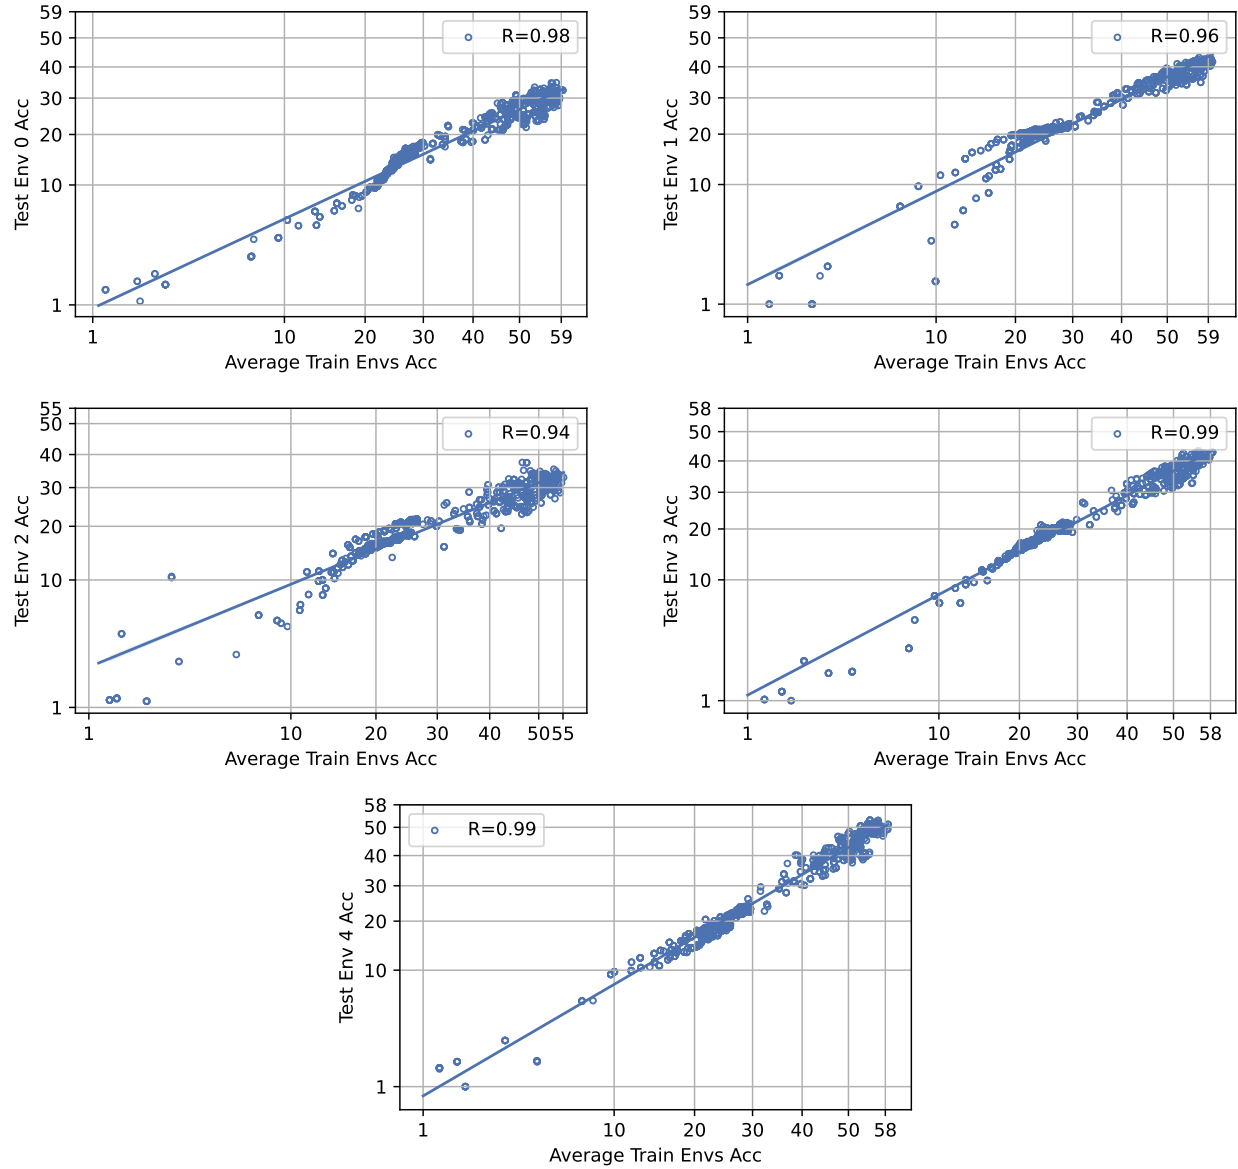 R=0.98
59
50
40
30
20
10
1
Test Env 0 Acc
1 10 20 30 40 50 59
Average Train Envs Acc
R=0.96
59
50
40
30
20
10
1
Test Env 1 Acc
1 10 20 30 40 50 59
Average Train Envs Acc
R=0.94
55
50
40
30
20
10
1
Test Env 2 Acc
1 10 20 30 40 50 55
Average Train Envs Acc
R=0.99
58
50
40
30
20
10
1
Test Env 3 Acc
1 10 20 30 40 50 58
Average Train Envs Acc
R=0.99
58
50
40
30
20
10
1
Test Env 4 Acc
1 10 20 30 40 50 58
Average Train Envs Acc